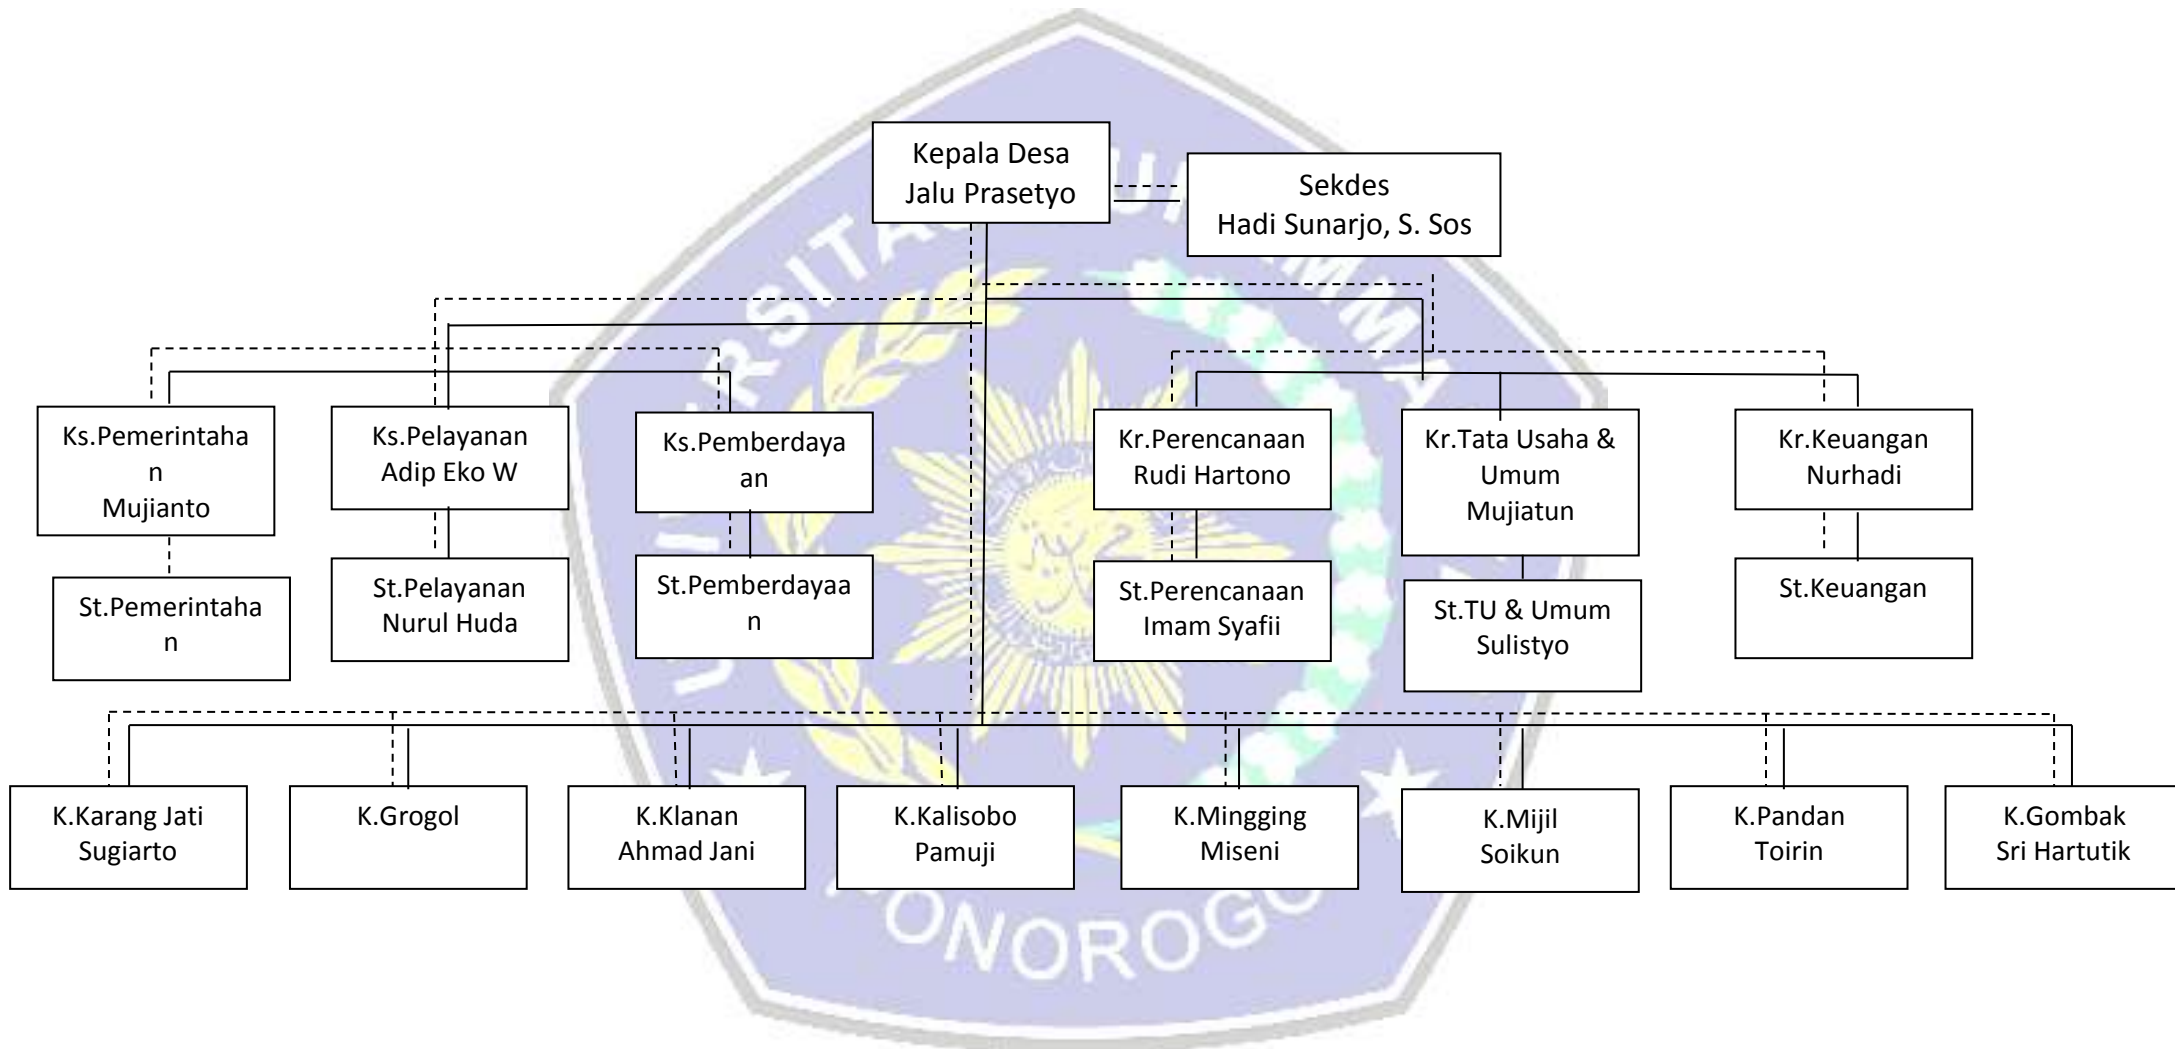 Kepala Desa
Jalu Prasetyo
Sekdes
Hadi Sunarjo, S. Sos
Ks.Pemerintaha
n
Mujianto
Ks.Pelayanan
Adip Eko W
Ks.Pemberdaya
an
Kr.Perencanaan
Rudi Hartono
Kr.Tata Usaha &
Umum
Mujiatun
Kr.Keuangan
Nurhadi
St.Pemerintaha
n
St.Pelayanan
Nurul Huda
St.Pemberdayaa
n
St.Perencanaan
Imam Syafii
St.TU & Umum
Sulistyo
St.Keuangan
K.Karang Jati
Sugiarto
K.Grogol
K.Klanan
Ahmad Jani
K.Kalisobo
Pamuji
K.Mingging
Miseni
K.Mijil
Soikun
K.Pandan
Toirin
K.Gombak
Sri Hartutik